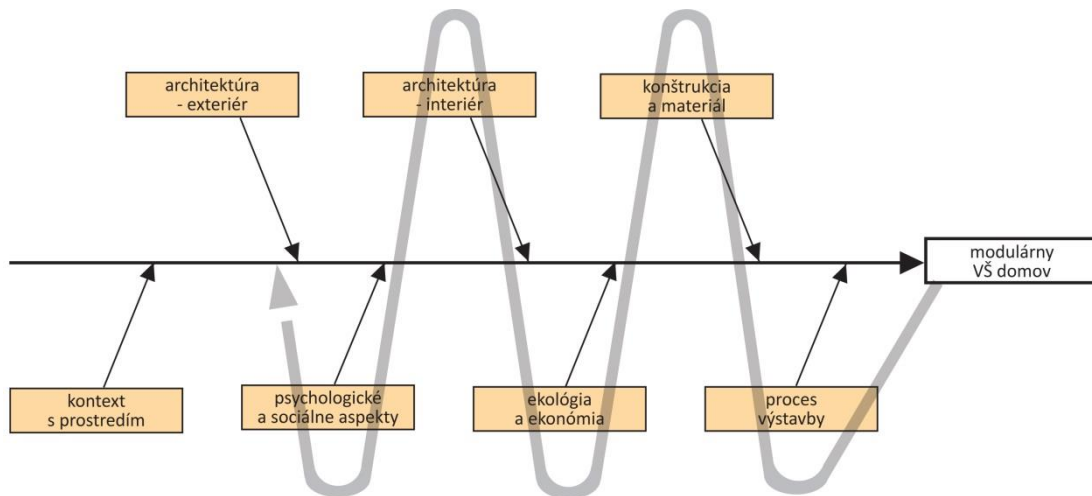 architektúra
- exteriér
architektúra
- interiér
konštrukcia
a materiál
modulárny
VŠ domov
kontext
s prostredím
psychologické
a sociálne aspekty
ekológia
a ekonómia
proces
výstavby